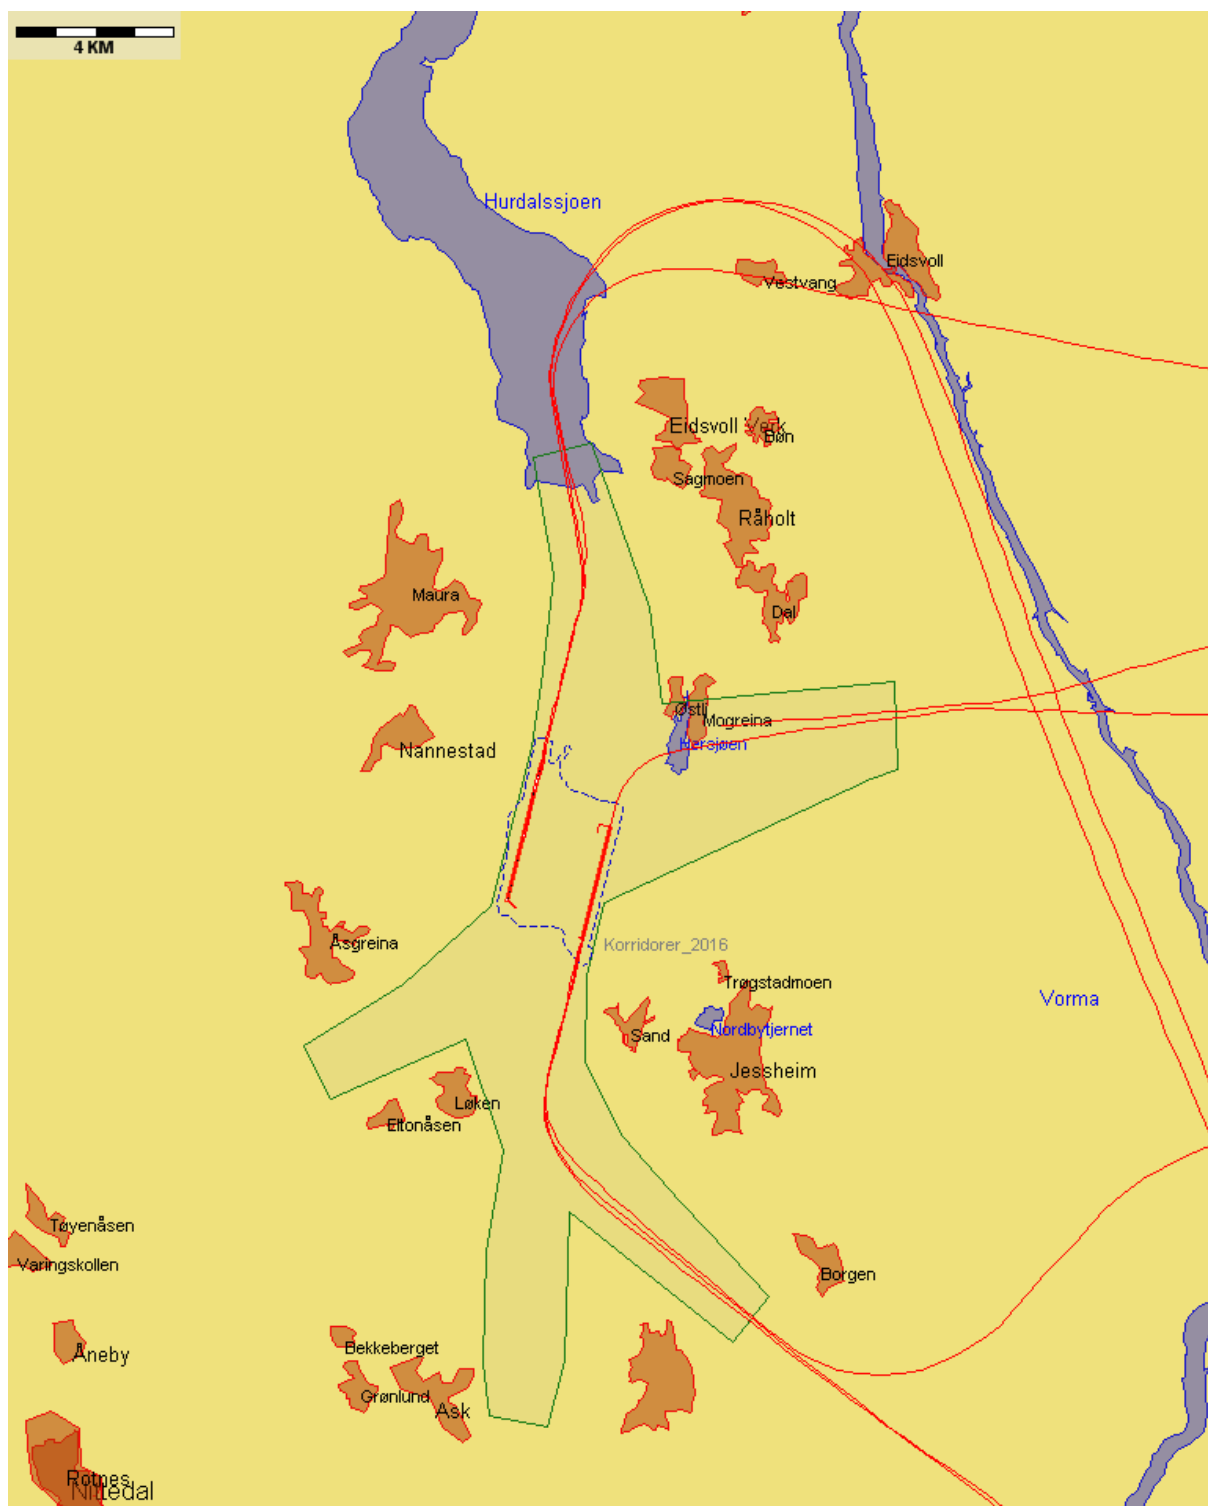 4 KM
Hurdalssjoen
Eidsvoll
Vestvang
Eidsvoll Verk
Bøn
Sagmoen
Råholt
Maura
Dal
Østli
Mogreina
Nannestad
Hersjøen
Åsgreina
Korridorer_2016
Trøgstadmoen
Vorma
Nordbytjernet
Sand
Jessheim
Løken
Eltonåsen
Tøyenåsen
Varingskollen
Borgen
Bekkeberget
Åneby
Grønlund
Ask
Rotnes
Nittedal